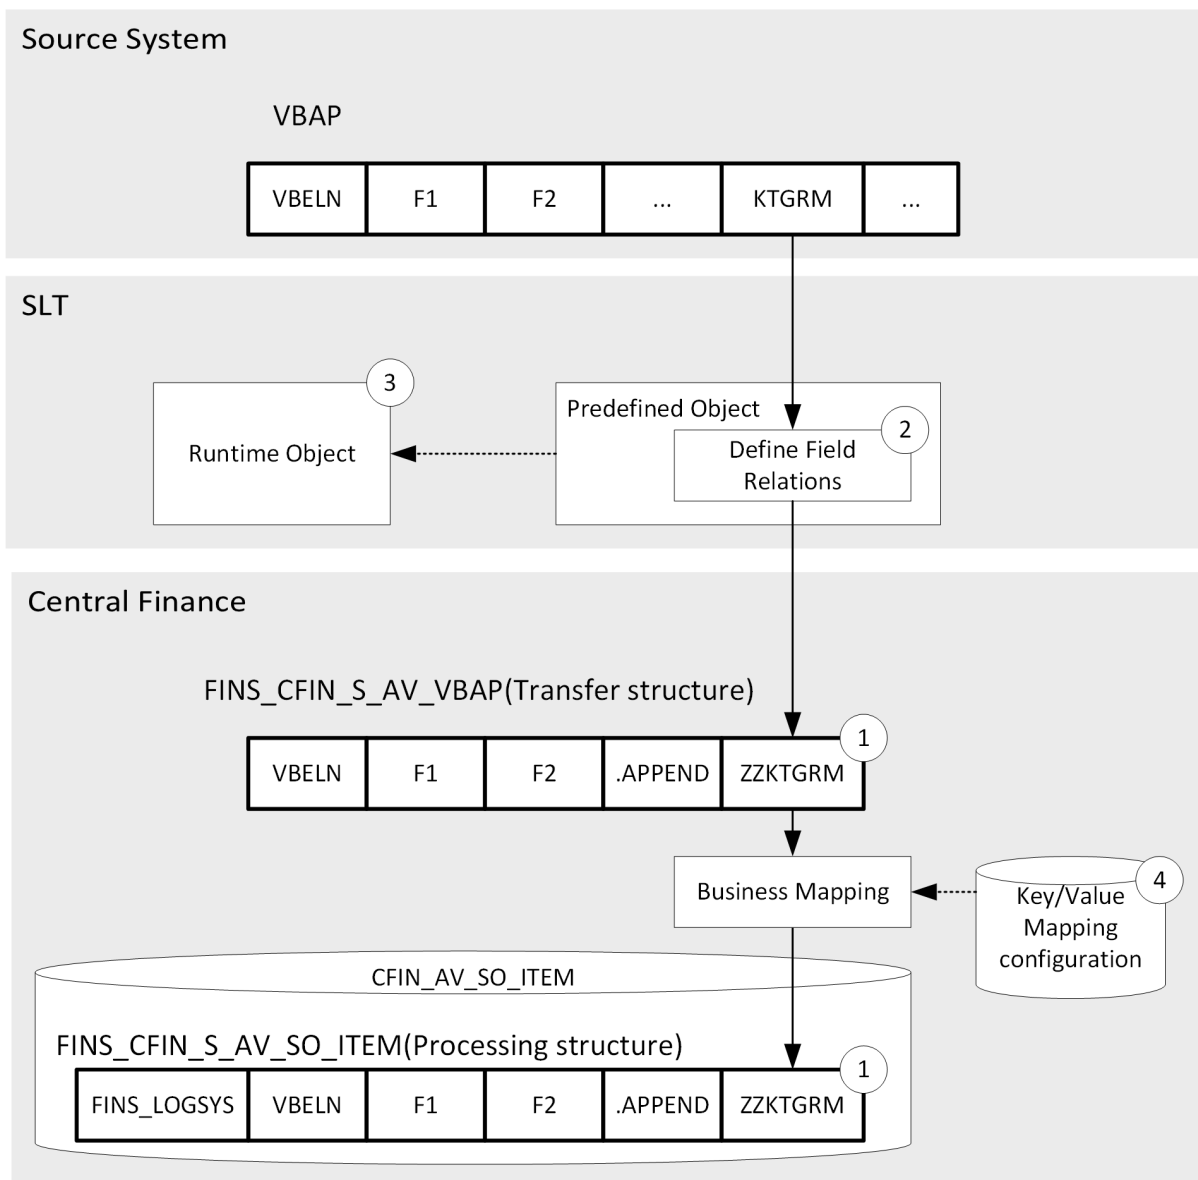 Source System
VBAP
VBELN F1 F2 ... KTGRM ...
SLT
3
Runtime Object
Predefined Object
2
Define Field
Relations
Central Finance
FINS_CFIN_S_AV_VBAP(Transfer structure)
1
VBELN F1 F2 .APPEND ZZKTGRM
Business Mapping
4
Key/Value
Mapping
configuration
CFIN_AV_SO_ITEM
FINS_CFIN_S_AV_SO_ITEM(Processing structure)
1
FINS_LOGSYS VBELN F1 F2 .APPEND ZZKTGRM